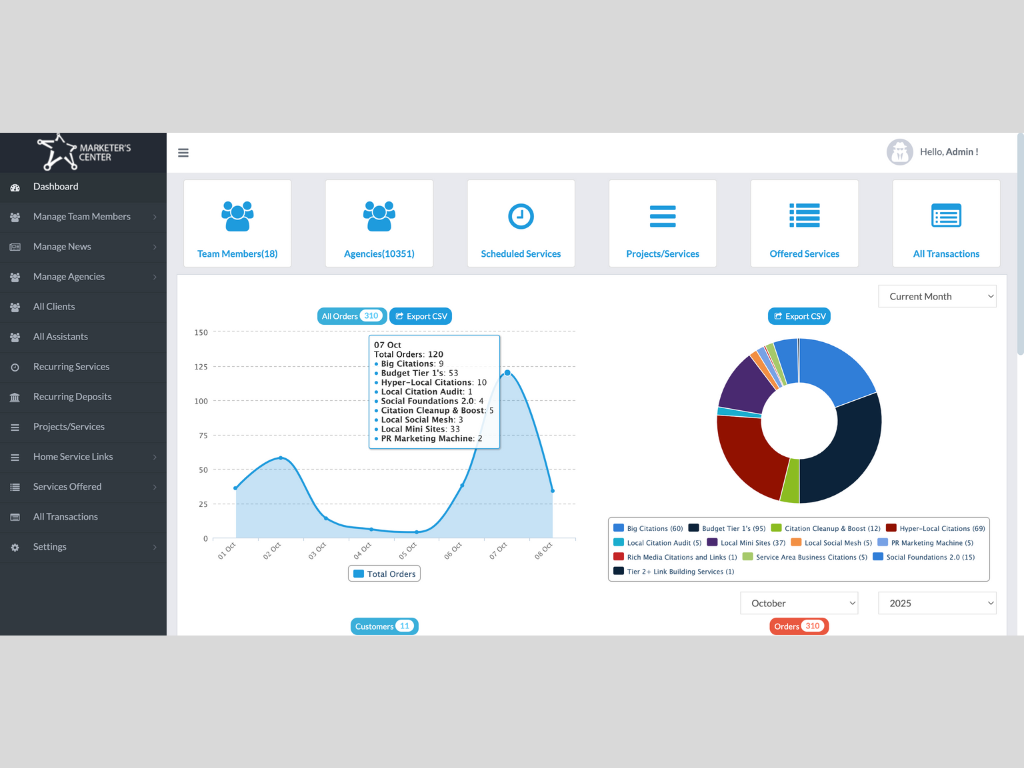 MARKETER'S
CENTER
Hello, Admin !
Dashboard
Manage Team Members
Manage News
Manage Agencies
All Clients
All Assistants
Recurring Services
Recurring Deposits
Projects/Services
Home Service Links
Services Offered
All Transactions
Settings
Team Members(18)
Agencies(10351)
Scheduled Services
Projects/Services
Offered Services
All Transactions
Current Month
All Orders 310
Export CSV
Export CSV
150
125
100
75
50
25
0
07 Oct
Total Orders: 120
• Big Citations: 9
• Budget Tier 1's: 53
• Hyper-Local Citations: 10
• Local Citation Audit: 1
• Social Foundations 2.0: 4
• Citation Cleanup & Boost: 5
• Local Social Mesh: 3
• Local Mini Sites: 33
• PR Marketing Machine: 2
01 Oct
02 Oct
03 Oct
04 Oct
05 Oct
06 Oct
07 Oct
08 Oct
Total Orders
Big Citations (60) Budget Tier 1's (95) Citation Cleanup & Boost (12) Hyper-Local Citations (69)
Local Citation Audit (5) Local Mini Sites (37) Local Social Mesh (5) PR Marketing Machine (5)
Rich Media Citations and Links (1) Service Area Business Citations (5) Social Foundations 2.0 (15)
Tier 2+ Link Building Services (1)
October
2025
Customers 11
Orders 310